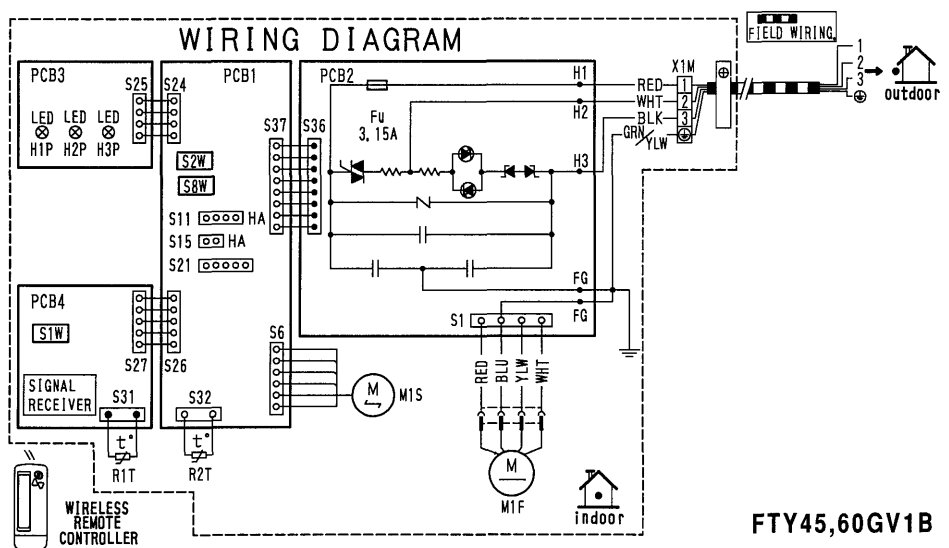 WIRING DIAGRAM
FIELD WIRING.
1
2
3
outdoor
X1M
1
2
3
RED
WHT
BLK
GRN/YLW
H1
H2
H3
FG
FG
PCB3
LED
H1P
LED
H2P
LED
H3P
S25
S24
PCB1
S37
S36
PCB2
Fu
3,15A
S2W
S8W
S11
HA
S15
HA
S21
PCB4
S1W
SIGNAL
RECEIVER
S27
S26
S6
S31
S32
t°
R1T
t°
R2T
M
M1S
S1
RED
BLU
YLW
WHT
M
M1F
indoor
WIRELESS
REMOTE
CONTROLLER
FTY45,60GV1B